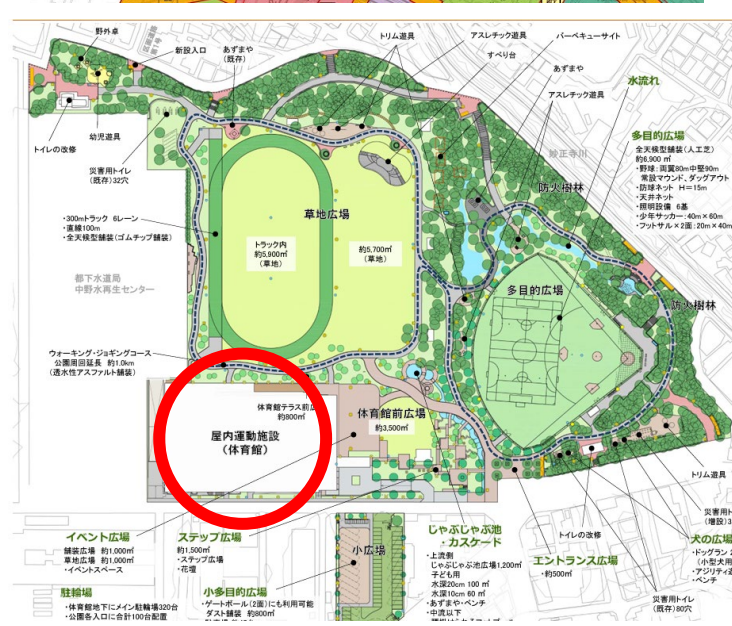 野外卓
新設入口
あずまや
(既存)
トリム遊具
アスレチック遊具
すべり台
バーベキューサイト
あずまや
アスレチック遊具
水流れ
トイレの改修
幼児遊具
災害用トイレ
(既存)32穴
妙正寺川
防火樹林
多目的広場
全天候型舗装(人工芝)
約6,900 ㎡
・野球:両翼80m中堅90m
常設マウンド、ダッグアウト
・防球ネット H=15m
・天井ネット
・照明設備 6基
・少年サッカー:40m×60m
・フットサル×2面:20m×40m
・300mトラック 6レーン
・直線100m
・全天候型舗装(ゴムチップ舗装)
草地広場
トラック内
約5,900㎡
(草地)
約5,700㎡
(草地)
都下水道局
中野水再生センター
多目的広場
防火樹林
ウォーキング・ジョギングコース
公園周回延長 約1.0km
(透水性アスファルト舗装)
体育館テラス前広
約800㎡
屋内運動施設
(体育館)
体育館前広場
約3,500㎡
トリム遊具
災害用ト
(増設)3
イベント広場
舗装広場 約1,000㎡
草地広場 約1,000㎡
・イベントスペース
ステップ広場
約1,500㎡
・ステップ広場
・花壇
小広場
じゃぶじゃぶ池
・カスケード
・上流側
じゃぶじゃぶ池広場1,200㎡
子ども用
水深20cm 100 ㎡
水深10cm 60 ㎡
・あずまや・ベンチ
・中流以下
トイレの改修
エントランス広場
・約500㎡
犬の広場
・ドッグラン 2
(小型犬用
・アジリティ遊
・ベンチ
災害用トイレ
(既存)80穴
駐輪場
・体育館地下にメイン駐輪場320台
・公園各入口に合計100台配置
小多目的広場
・ゲートボール(2面)にも利用可能
ダスト舗装 約800㎡